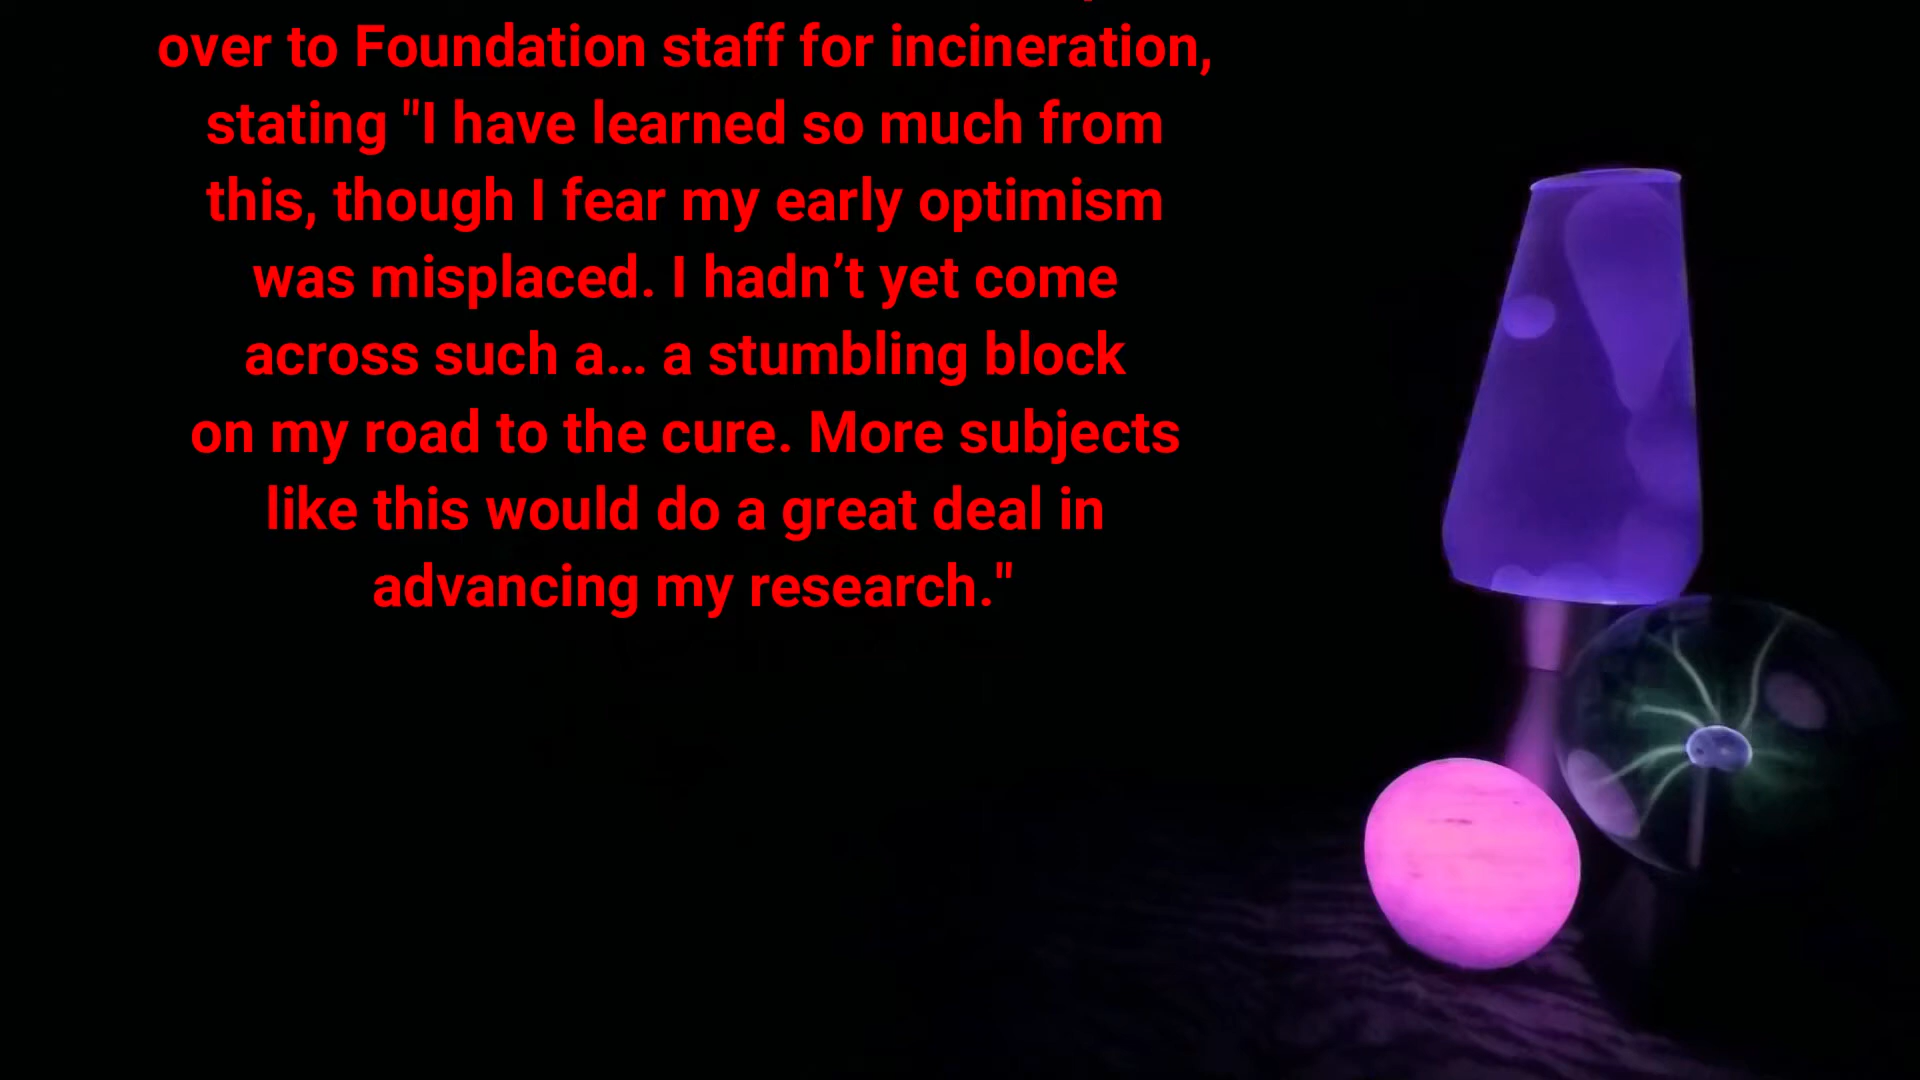 over to Foundation staff for incineration,
stating "I have learned so much from
this, though I fear my early optimism
was misplaced. I hadn’t yet come
across such a… a stumbling block
on my road to the cure. More subjects
like this would do a great deal in
advancing my research."